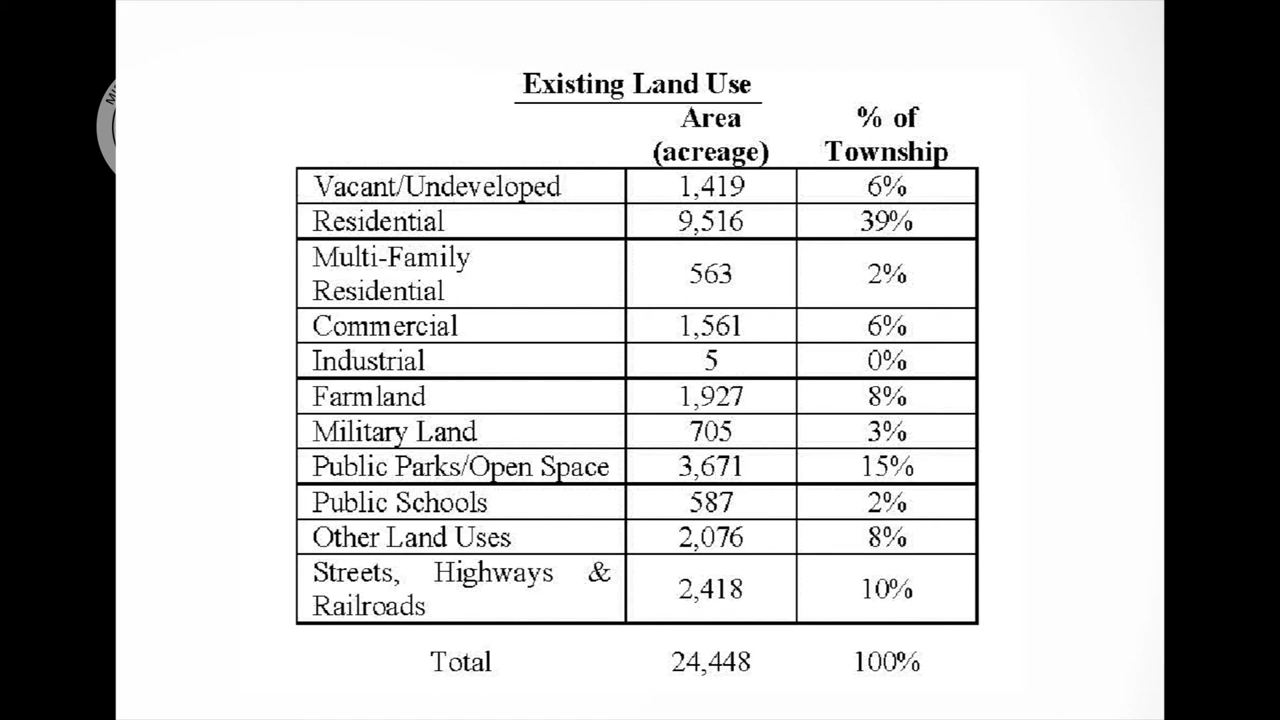 Existing Land Use
Area (acreage) % of Township
Vacant/Undeveloped 1,419 6%
Residential 9,516 39%
Multi-Family Residential 563 2%
Commercial 1,561 6%
Industrial 5 0%
Farmland 1,927 8%
Military Land 705 3%
Public Parks/Open Space 3,671 15%
Public Schools 587 2%
Other Land Uses 2,076 8%
Streets, Highways & Railroads 2,418 10%
Total 24,448 100%